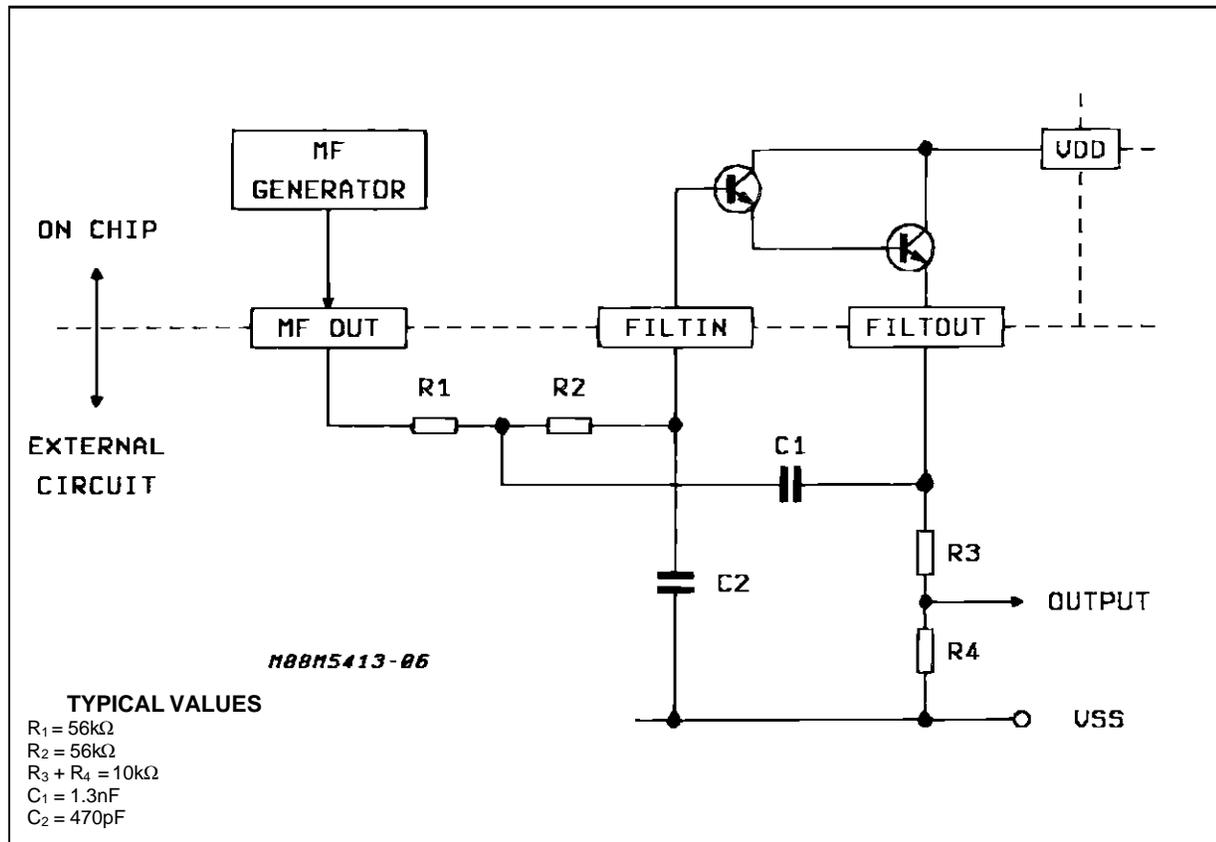 MF
GENERATOR
VDD
ON CHIP
MF OUT
FILTIN
FILTOUT
R1
R2
EXTERNAL
CIRCUIT
C1
R3
C2
OUTPUT
R4
M88M5413-06
VSS
TYPICAL VALUES
R1 = 56kΩ
R2 = 56kΩ
R3 + R4 = 10kΩ
C1 = 1.3nF
C2 = 470pF